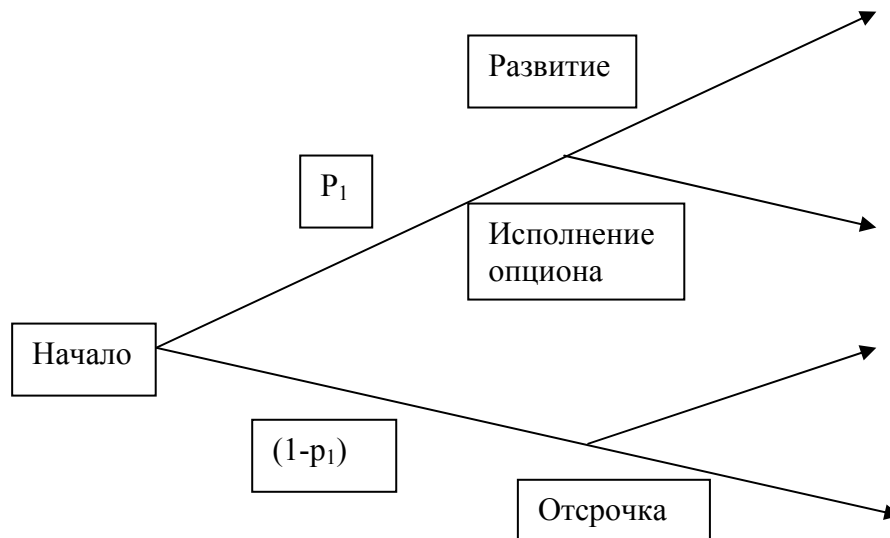 Развитие
P₁
Исполнение
опциона
Начало
(1-p₁)
Отсрочка